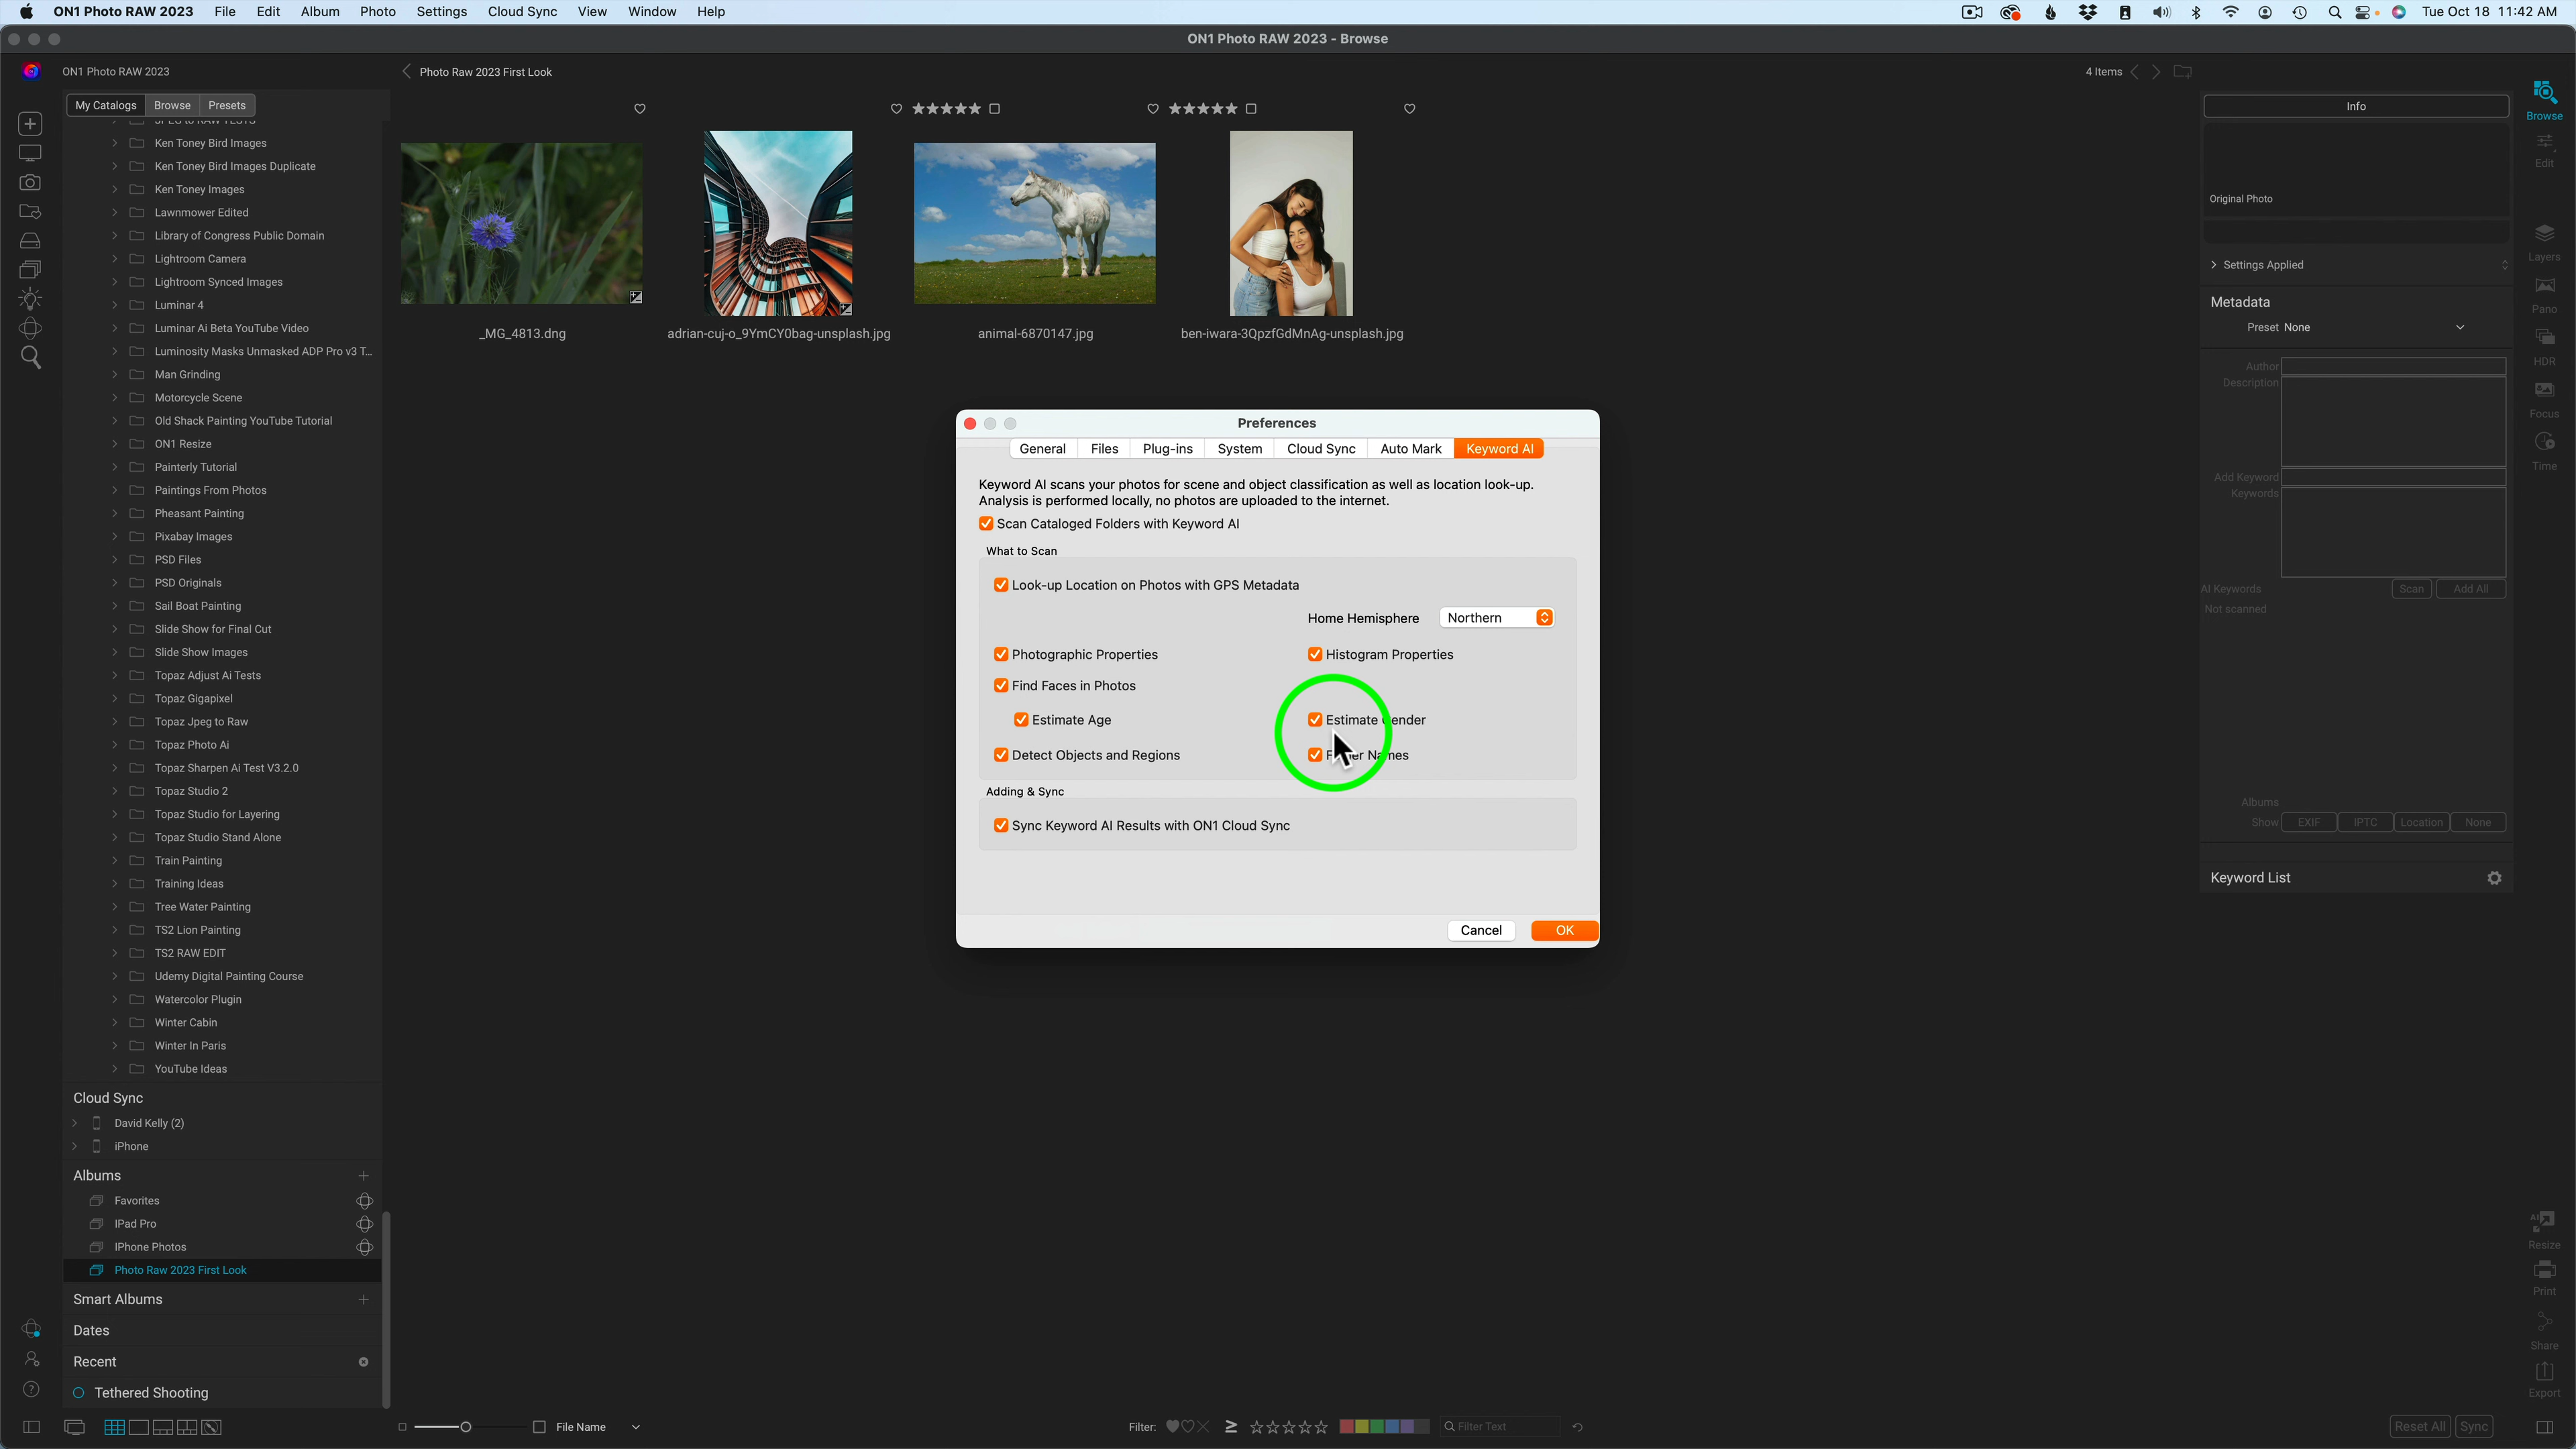 ON1 Photo RAW 2023 File Edit Album Photo Settings Cloud Sync View Window Help Tue Oct 18 11:42 AM
ON1 Photo RAW 2023 - Browse
ON1 Photo RAW 2023
Photo Raw 2023 First Look
4 Items
My Catalogs Browse Presets
JPEG to RAW TESTS
Ken Toney Bird Images
Ken Toney Bird Images Duplicate
Ken Toney Images
Lawnmower Edited
Library of Congress Public Domain
Lightroom Camera
Lightroom Synced Images
Luminar 4
Luminar Ai Beta YouTube Video
Luminosity Masks Unmasked ADP Pro v3 T...
Man Grinding
Motorcycle Scene
Old Shack Painting YouTube Tutorial
ON1 Resize
Painterly Tutorial
Paintings From Photos
Pheasant Painting
Pixabay Images
PSD Files
PSD Originals
Sail Boat Painting
Slide Show for Final Cut
Slide Show Images
Topaz Adjust Ai Tests
Topaz Gigapixel
Topaz Jpeg to Raw
Topaz Photo Ai
Topaz Sharpen Ai Test V3.2.0
Topaz Studio 2
Topaz Studio for Layering
Topaz Studio Stand Alone
Train Painting
Training Ideas
Tree Water Painting
TS2 Lion Painting
TS2 RAW EDIT
Udemy Digital Painting Course
Watercolor Plugin
Winter Cabin
Winter In Paris
YouTube Ideas
Cloud Sync
David Kelly (2)
iPhone
Albums
Favorites
IPad Pro
IPhone Photos
Photo Raw 2023 First Look
Smart Albums
Dates
Recent
Tethered Shooting
_MG_4813.dng
adrian-cuj-o_9YmCY0bag-unsplash.jpg
animal-6870147.jpg
ben-iwara-3QpzfGdMnAg-unsplash.jpg
Preferences
General Files Plug-ins System Cloud Sync Auto Mark Keyword AI
Keyword AI scans your photos for scene and object classification as well as location look-up.
Analysis is performed locally, no photos are uploaded to the internet.
Scan Cataloged Folders with Keyword AI
What to Scan
Look-up Location on Photos with GPS Metadata
Home Hemisphere Northern
Photographic Properties Histogram Properties
Find Faces in Photos
Estimate Age Estimate Gender
Detect Objects and Regions Names
Adding & Sync
Sync Keyword AI Results with ON1 Cloud Sync
Cancel OK
Info
Original Photo
Settings Applied
Metadata
Preset None
Author
Description
Add Keyword
Keywords
AI Keywords Scan Add All
Not scanned
Albums
Show EXIF IPTC Location None
Keyword List
Browse
Edit
Layers
Pano
HDR
Focus
Time
AI
Resize
Print
Share
Export
File Name
Filter: Filter Text
Reset All Sync